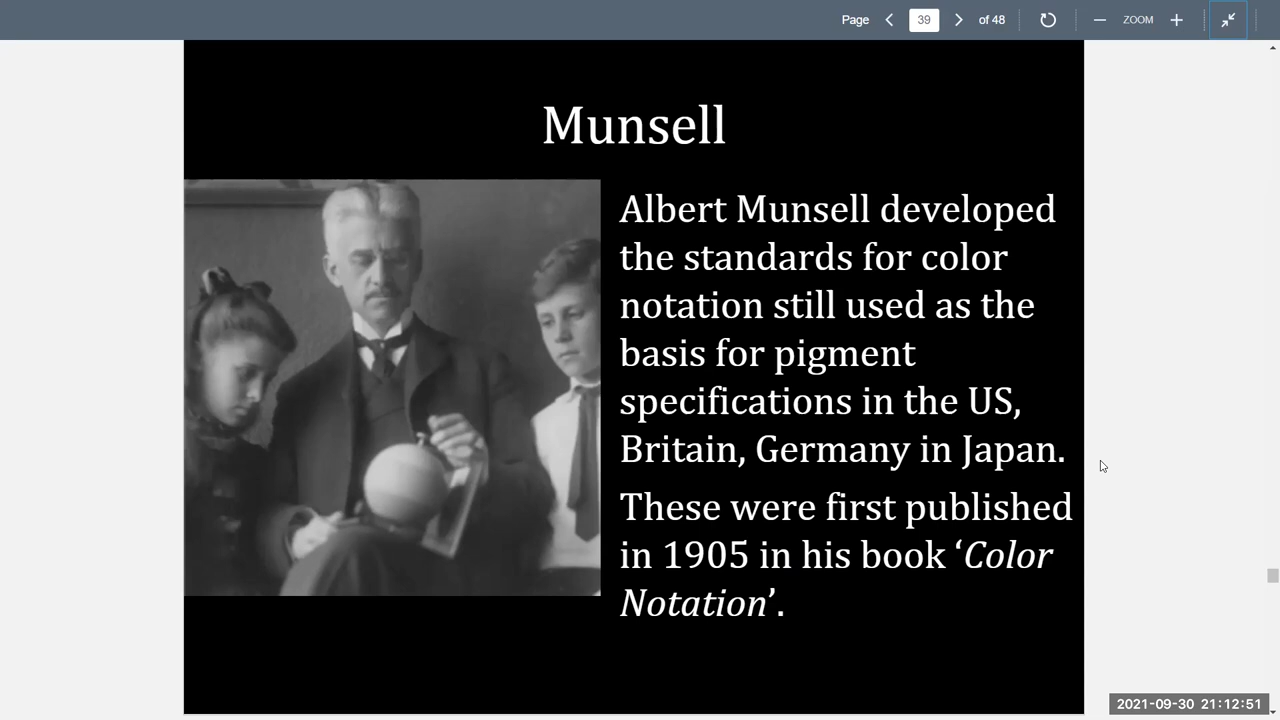 Page 39 of 48 ZOOM
Munsell
Albert Munsell developed
the standards for color
notation still used as the
basis for pigment
specifications in the US,
Britain, Germany in Japan.
These were first published
in 1905 in his book ‘Color
Notation’.
2021-09-30 21:12:51